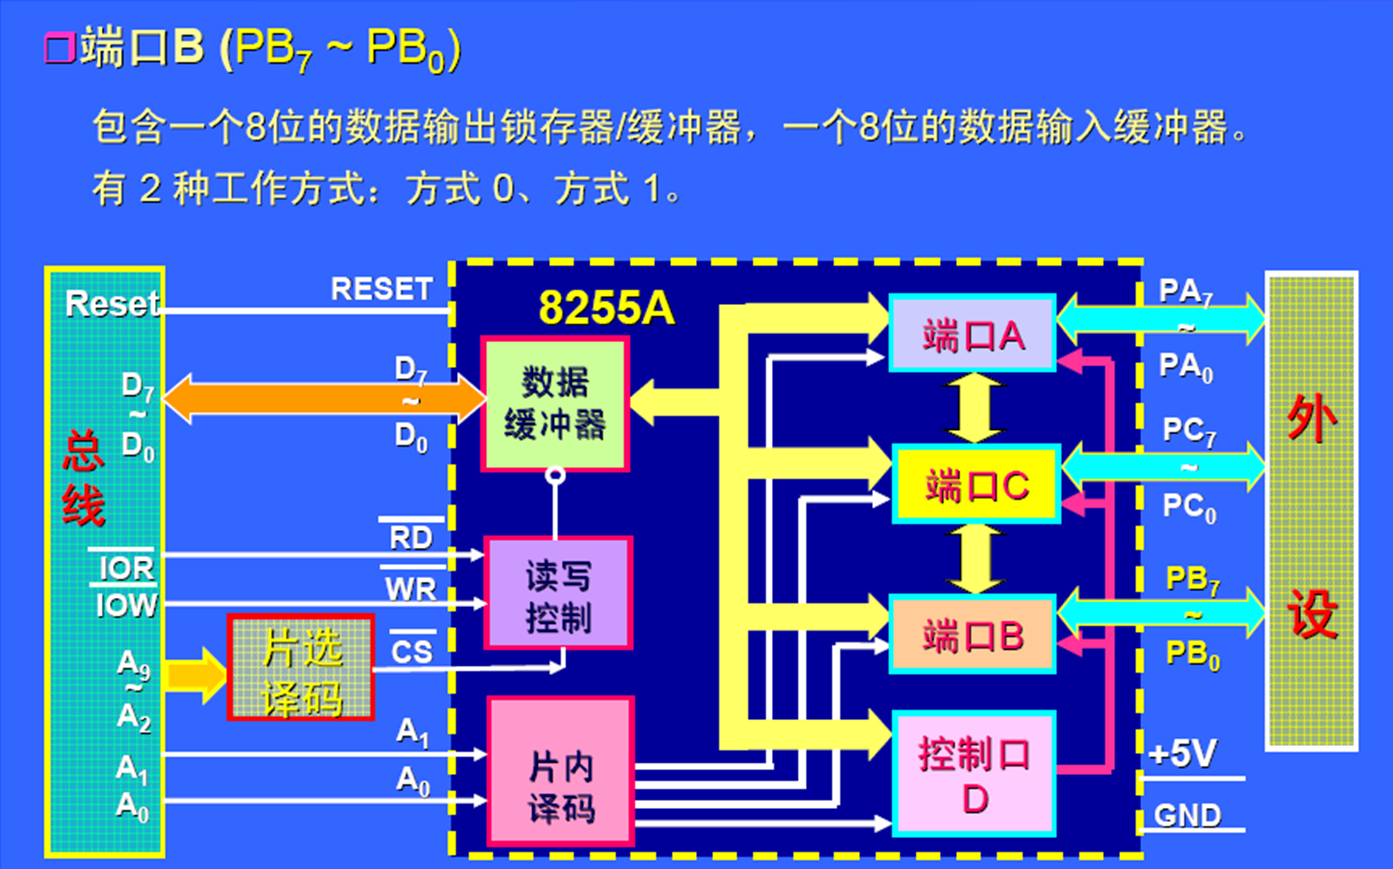 端口B (PB7 ~ PB0)
包含一个8位的数据输出锁存器/缓冲器，一个8位的数据输入缓冲器。
有 2 种工作方式：方式 0、方式 1。
Reset
RESET
8255A
D7
~
D0
D7
~
D0
总
线
数据
缓冲器
IOR
IOW
RD
WR
CS
读写
控制
A9
~
A2
片选
译码
A1
A0
A1
A0
片内
译码
端口A
端口C
端口B
控制口
D
PA7
~
PA0
PC7
~
PC0
PB7
~
PB0
+5V
GND
外
设